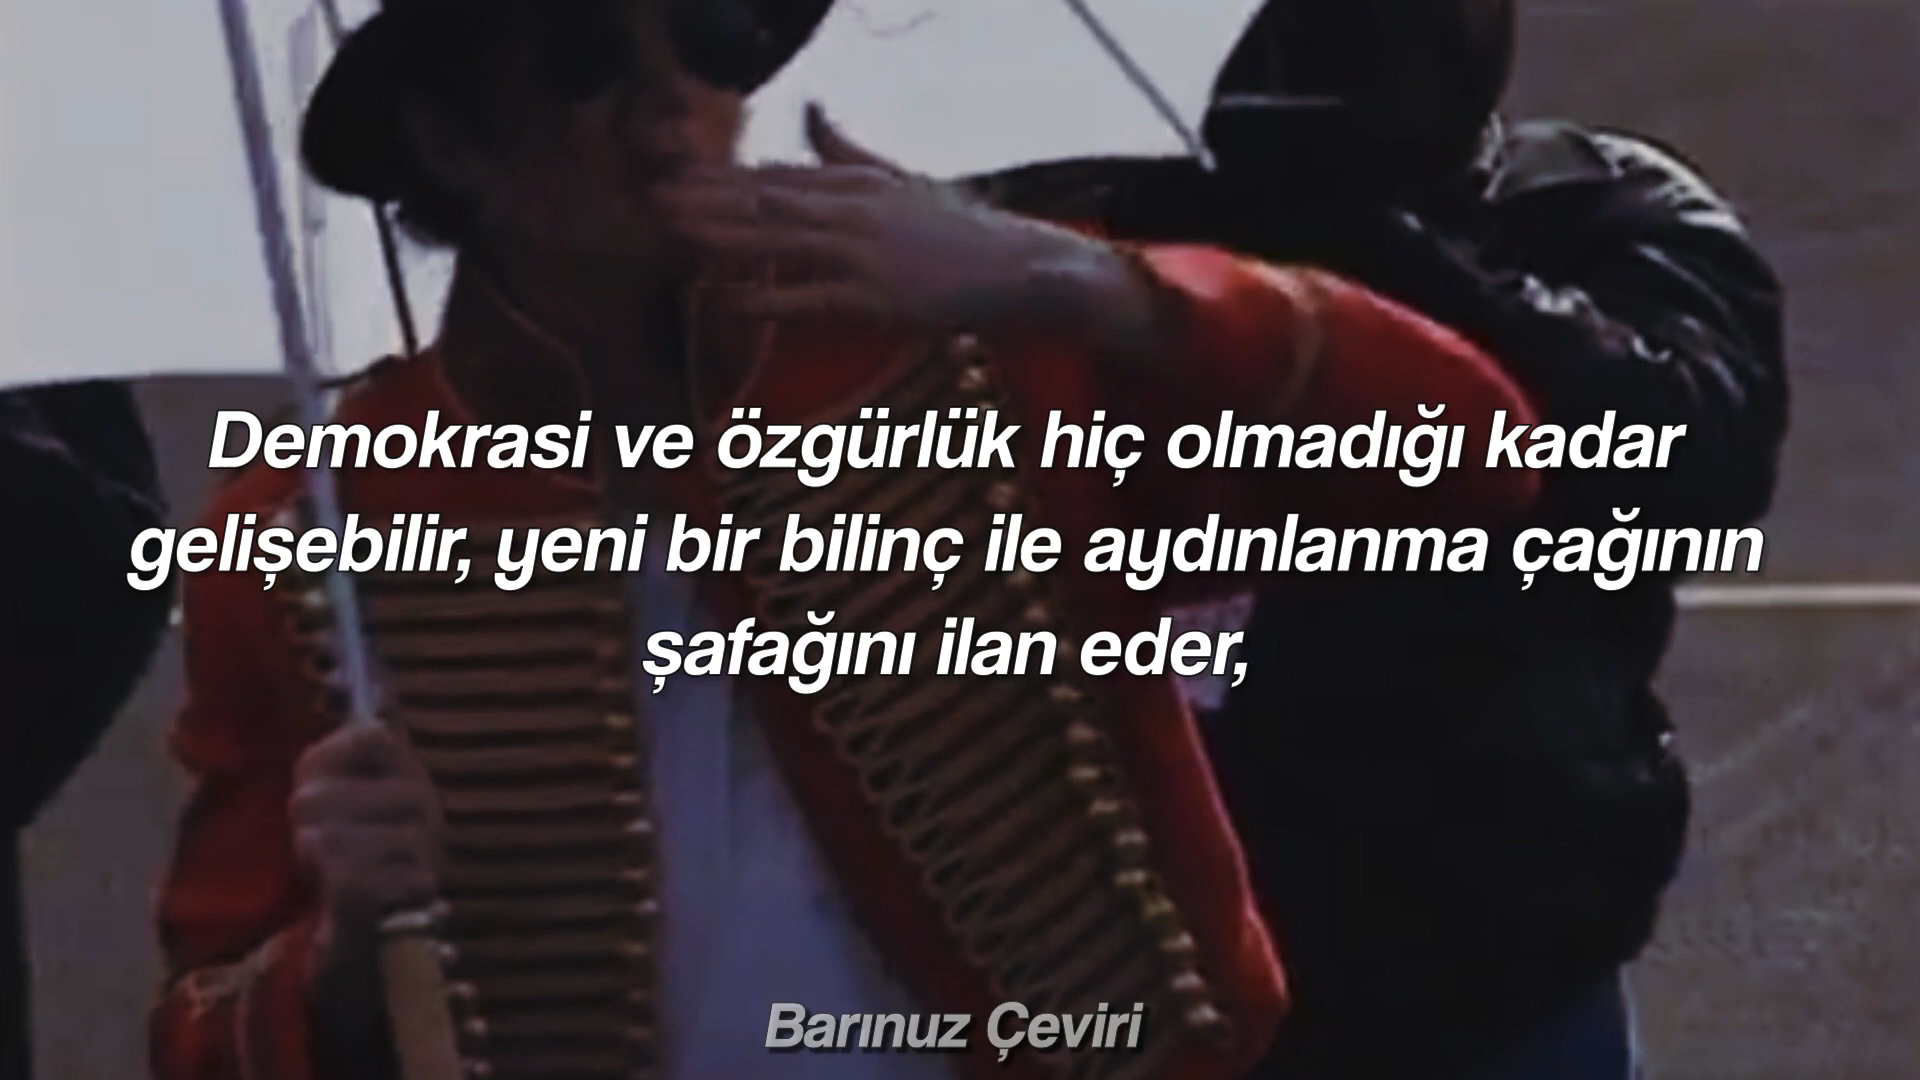 Demokrasi ve özgürlük hiç olmadığı kadar
gelişebilir, yeni bir bilinç ile aydınlanma çağının
şafağını ilan eder,
Barınuz Çeviri